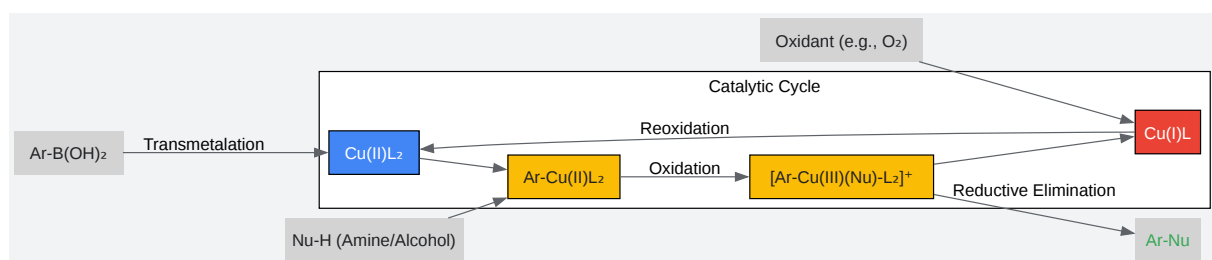 Oxidant (e.g., O₂)
Catalytic Cycle
Ar-B(OH)₂
Transmetalation
Cu(II)L₂
Reoxidation
Cu(I)L
Ar-Cu(II)L₂
Oxidation
[Ar-Cu(III)(Nu)-L₂]⁺
Reductive Elimination
Nu-H (Amine/Alcohol)
Ar-Nu